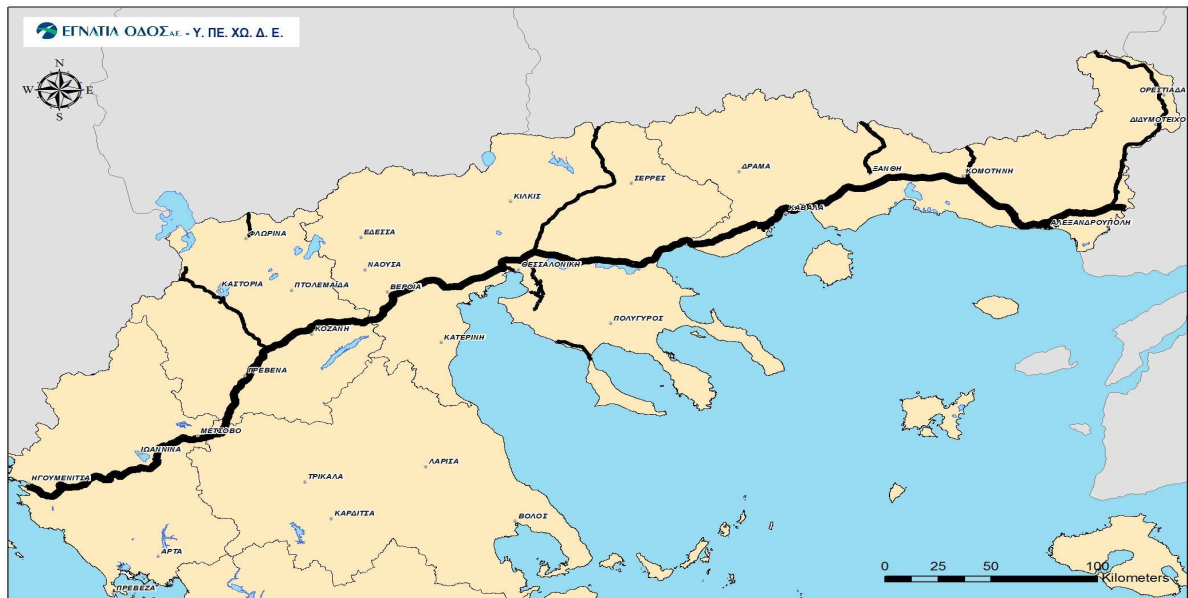 ΕΓΝΑΤΙΑ ΟΔΟΣ Α.Ε. - Υ. ΠΕ. ΧΩ. Δ. Ε.
N
W E
S
ΟΡΕΣΤΙΑΔΑ
ΔΙΔΥΜΟΤΕΙΧΟ
ΔΡΑΜΑ
ΞΑΝΘΗ
ΚΟΜΟΤΗΝΗ
ΣΕΡΡΕΣ
ΚΙΛΚΙΣ
ΚΑΒΑΛΑ
ΑΛΕΞΑΝΔΡΟΥΠΟΛΗ
ΦΛΩΡΙΝΑ
ΕΔΕΣΣΑ
ΝΑΟΥΣΑ
ΘΕΣΣΑΛΟΝΙΚΗ
ΚΑΣΤΟΡΙΑ
ΠΤΟΛΕΜΑΪΔΑ
ΒΕΡΟΙΑ
ΠΟΛΥΓΥΡΟΣ
ΚΟΖΑΝΗ
ΚΑΤΕΡΙΝΗ
ΓΡΕΒΕΝΑ
ΜΕΤΣΟΒΟ
ΙΩΑΝΝΙΝΑ
ΗΓΟΥΜΕΝΙΤΣΑ
ΛΑΡΙΣΑ
ΤΡΙΚΑΛΑ
ΚΑΡΔΙΤΣΑ
ΒΟΛΟΣ
ΑΡΤΑ
ΠΡΕΒΕΖΑ
0 25 50 100
Kilometers